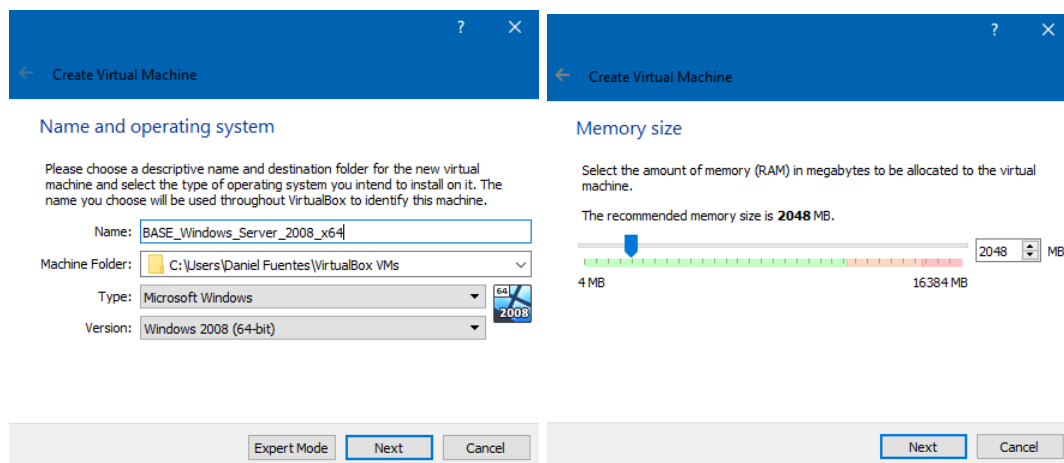 ? ×
← Create Virtual Machine
Name and operating system
Please choose a descriptive name and destination folder for the new virtual
machine and select the type of operating system you intend to install on it. The
name you choose will be used throughout VirtualBox to identify this machine.
Name: BASE_Windows_Server_2008_x64
Machine Folder: C:\Users\Daniel Fuentes\VirtualBox VMs
Type: Microsoft Windows
64
2008
Version: Windows 2008 (64-bit)
Expert Mode Next Cancel
? ×
← Create Virtual Machine
Memory size
Select the amount of memory (RAM) in megabytes to be allocated to the virtual
machine.
The recommended memory size is 2048 MB.
2048 MB
4 MB 16384 MB
Next Cancel